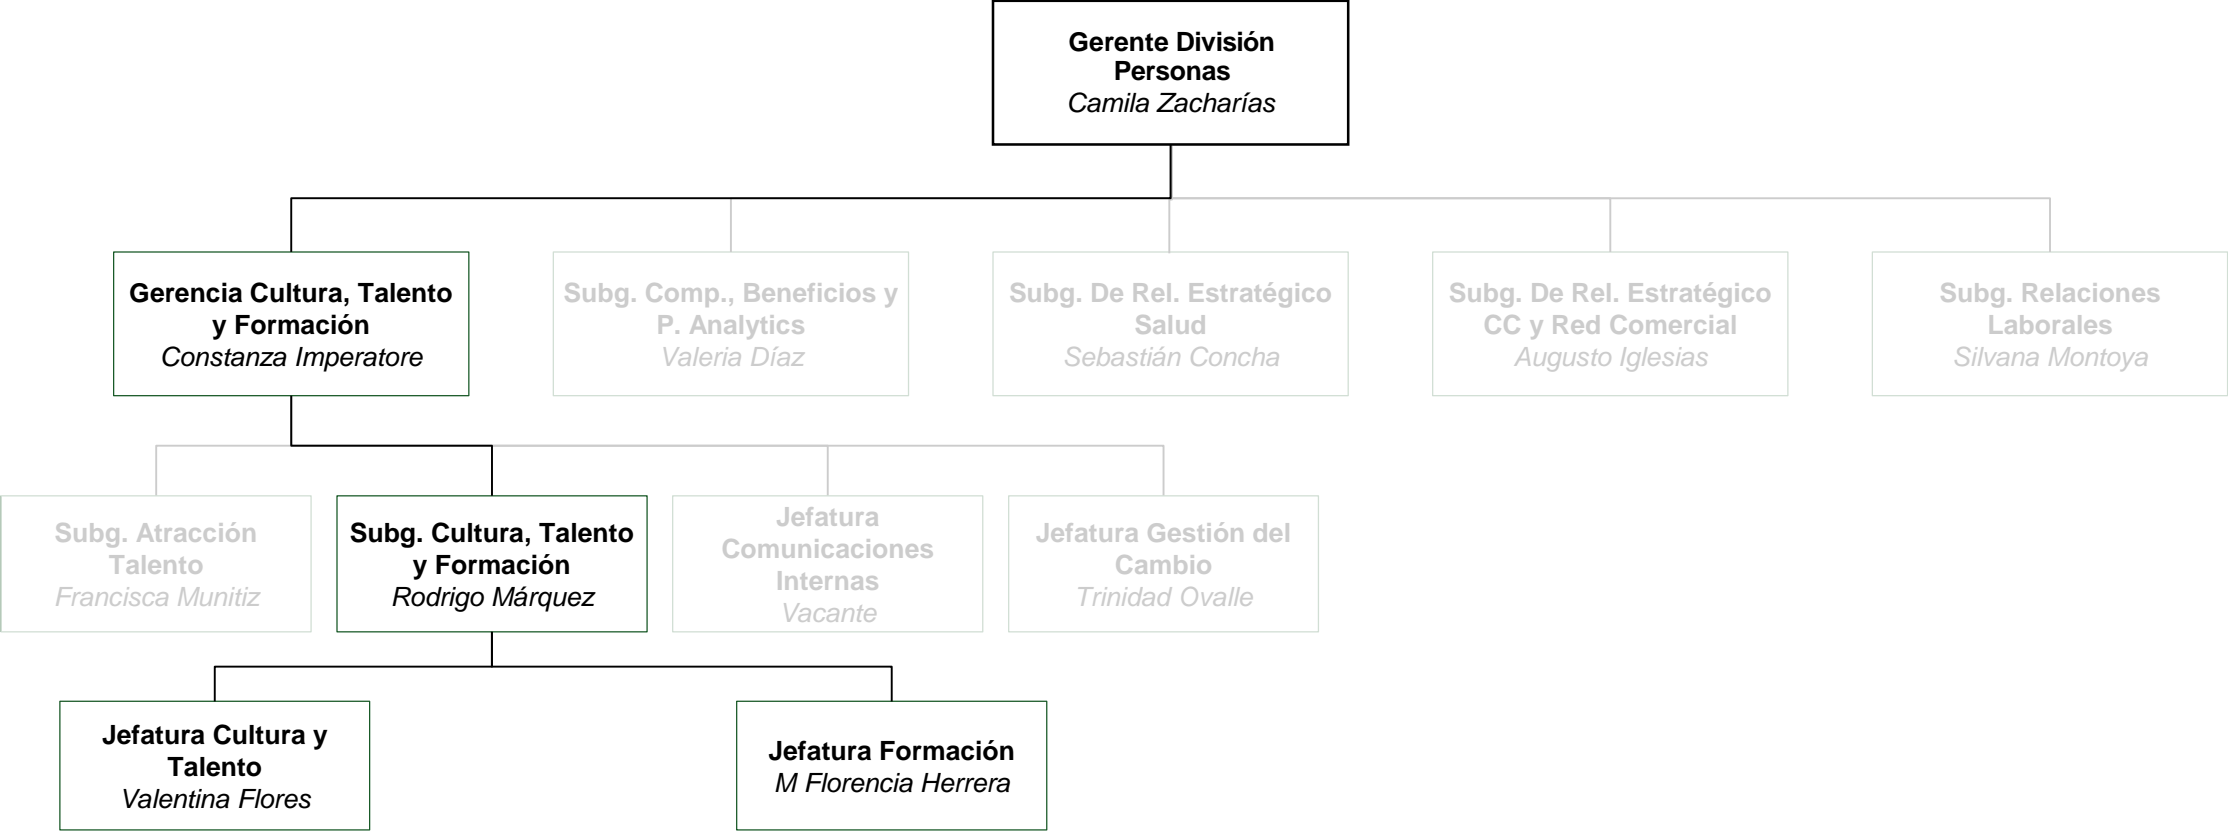 Gerente División
Personas
Camila Zacharías
Gerencia Cultura, Talento
y Formación
Constanza Imperatore
Subg. Comp., Beneficios y
P. Analytics
Valeria Díaz
Subg. De Rel. Estratégico
Salud
Sebastián Concha
Subg. De Rel. Estratégico
CC y Red Comercial
Augusto Iglesias
Subg. Relaciones
Laborales
Silvana Montoya
Subg. Atracción
Talento
Francisca Munitiz
Subg. Cultura, Talento
y Formación
Rodrigo Márquez
Jefatura
Comunicaciones
Internas
Vacante
Jefatura Gestión del
Cambio
Trinidad Ovalle
Jefatura Cultura y
Talento
Valentina Flores
Jefatura Formación
M Florencia Herrera